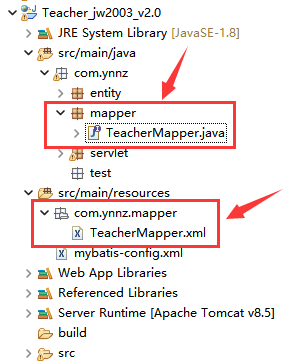 Teacher_jw2003_v2.0
JRE System Library [JavaSE-1.8]
src/main/java
com.ynnz
entity
mapper
TeacherMapper.java
servlet
test
src/main/resources
com.ynnz.mapper
TeacherMapper.xml
mybatis-config.xml
Web App Libraries
Referenced Libraries
Server Runtime [Apache Tomcat v8.5]
build
src